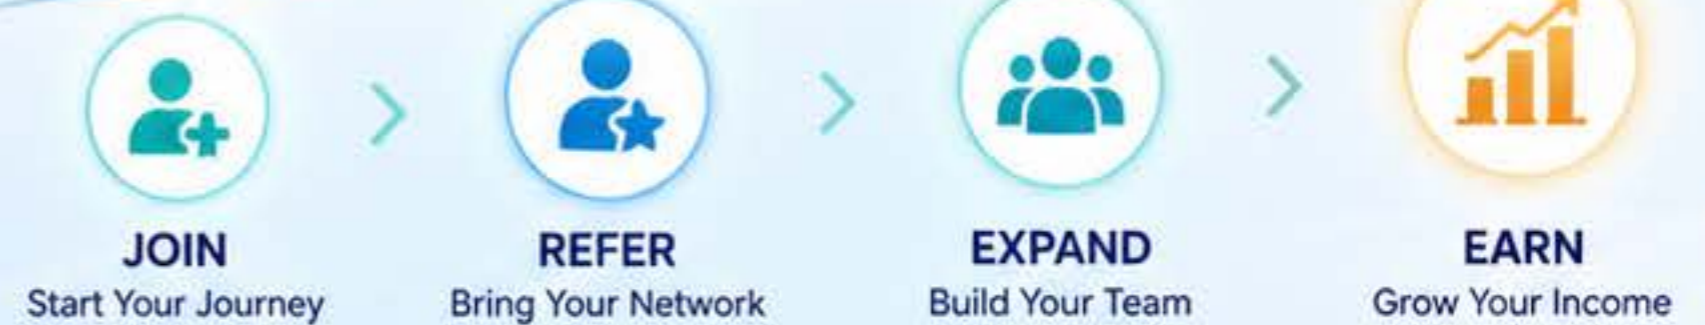 JOIN
Start Your Journey
REFER
Bring Your Network
EXPAND
Build Your Team
EARN
Grow Your Income